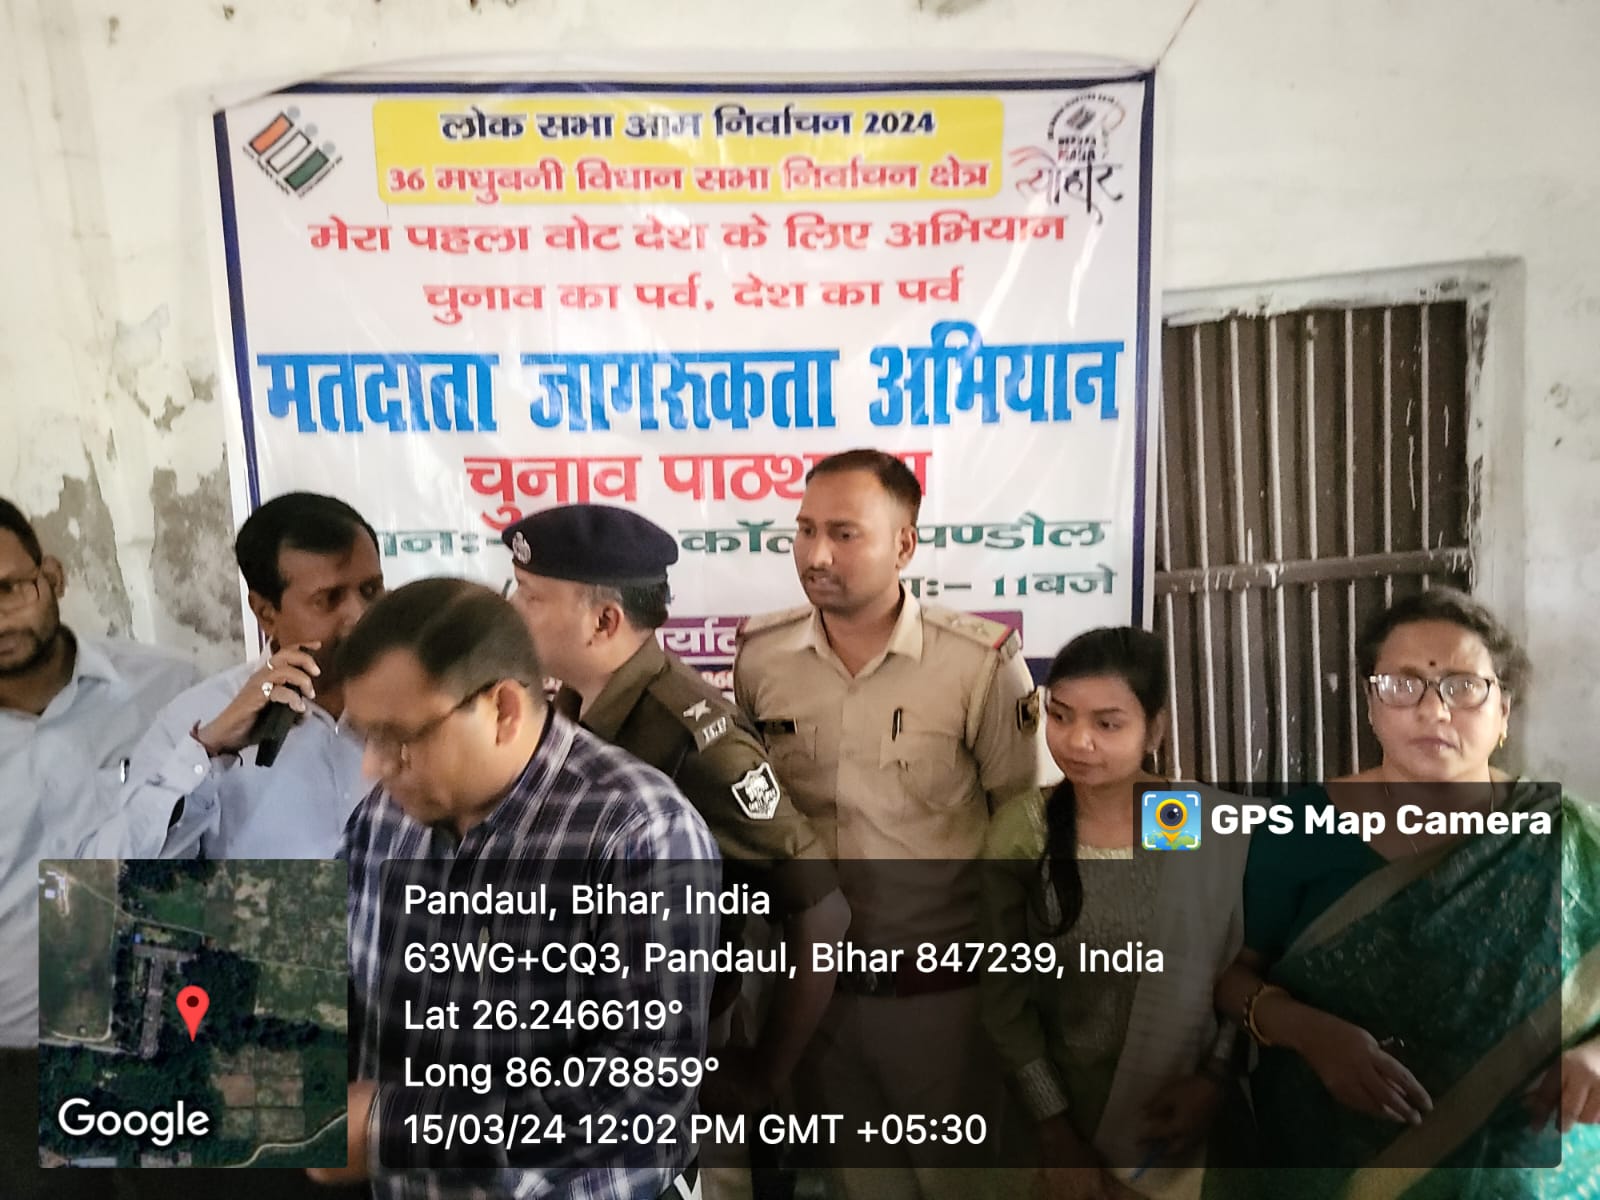 लोक सभा आम निर्वाचन 2024
36 मधुबनी विधान सभा निर्वाचन क्षेत्र
त्योहार
मेरा पहला वोट देश के लिए अभियान
चुनाव का पर्व, देश का पर्व
मतदाता जागरूकता अभियान
चुनाव
पण्डौल
:- 11बजे
GPS Map Camera
Pandaul, Bihar, India
63WG+CQ3, Pandaul, Bihar 847239, India
Lat 26.246619°
Long 86.078859°
15/03/24 12:02 PM GMT +05:30
Google